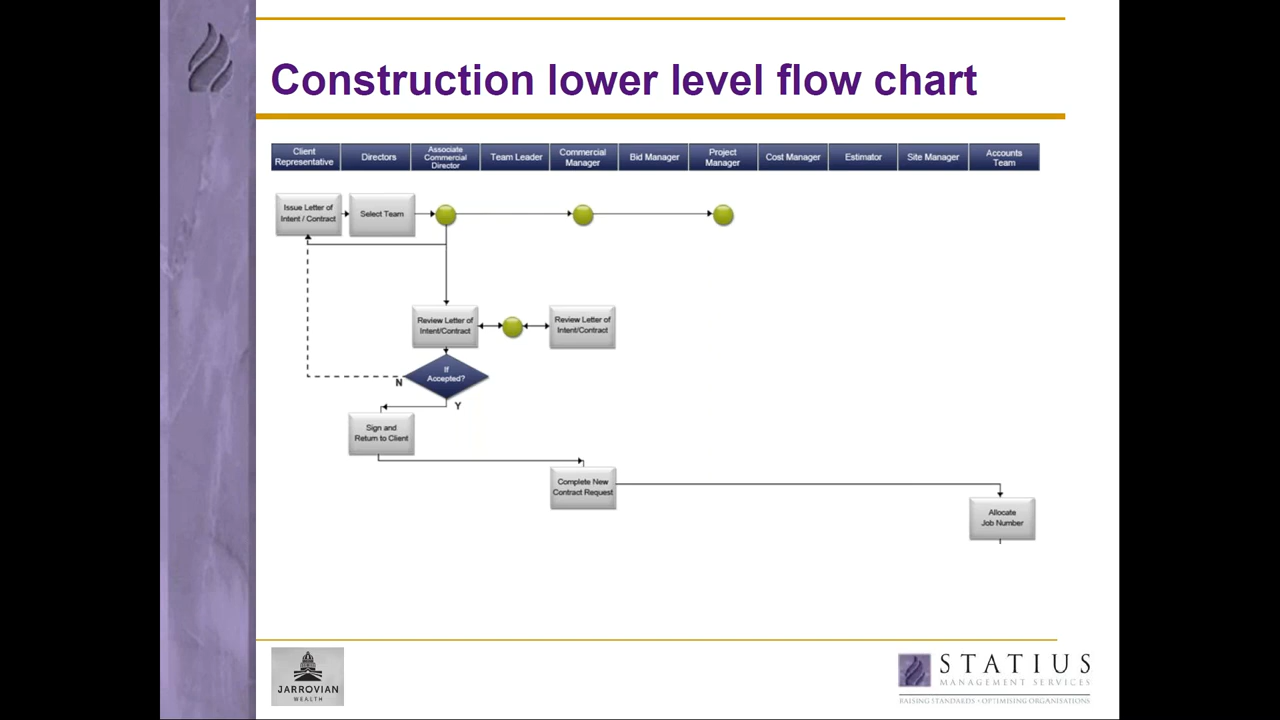 Construction lower level flow chart
Client
Representative
Directors
Associate
Commercial
Director
Team Leader
Commercial
Manager
Bid Manager
Project
Manager
Cost Manager
Estimator
Site Manager
Accounts
Team
Issue Letter of
Intent / Contract
Select Team
Review Letter of
Intent/Contract
Review Letter of
Intent/Contract
If
Accepted?
N
Y
Sign and
Return to Client
Complete New
Contract Request
Allocate
Job Number
JARROVIAN
WEALTH
STATIUS
MANAGEMENT SERVICES
RAISING STANDARDS • OPTIMISING ORGANISATIONS